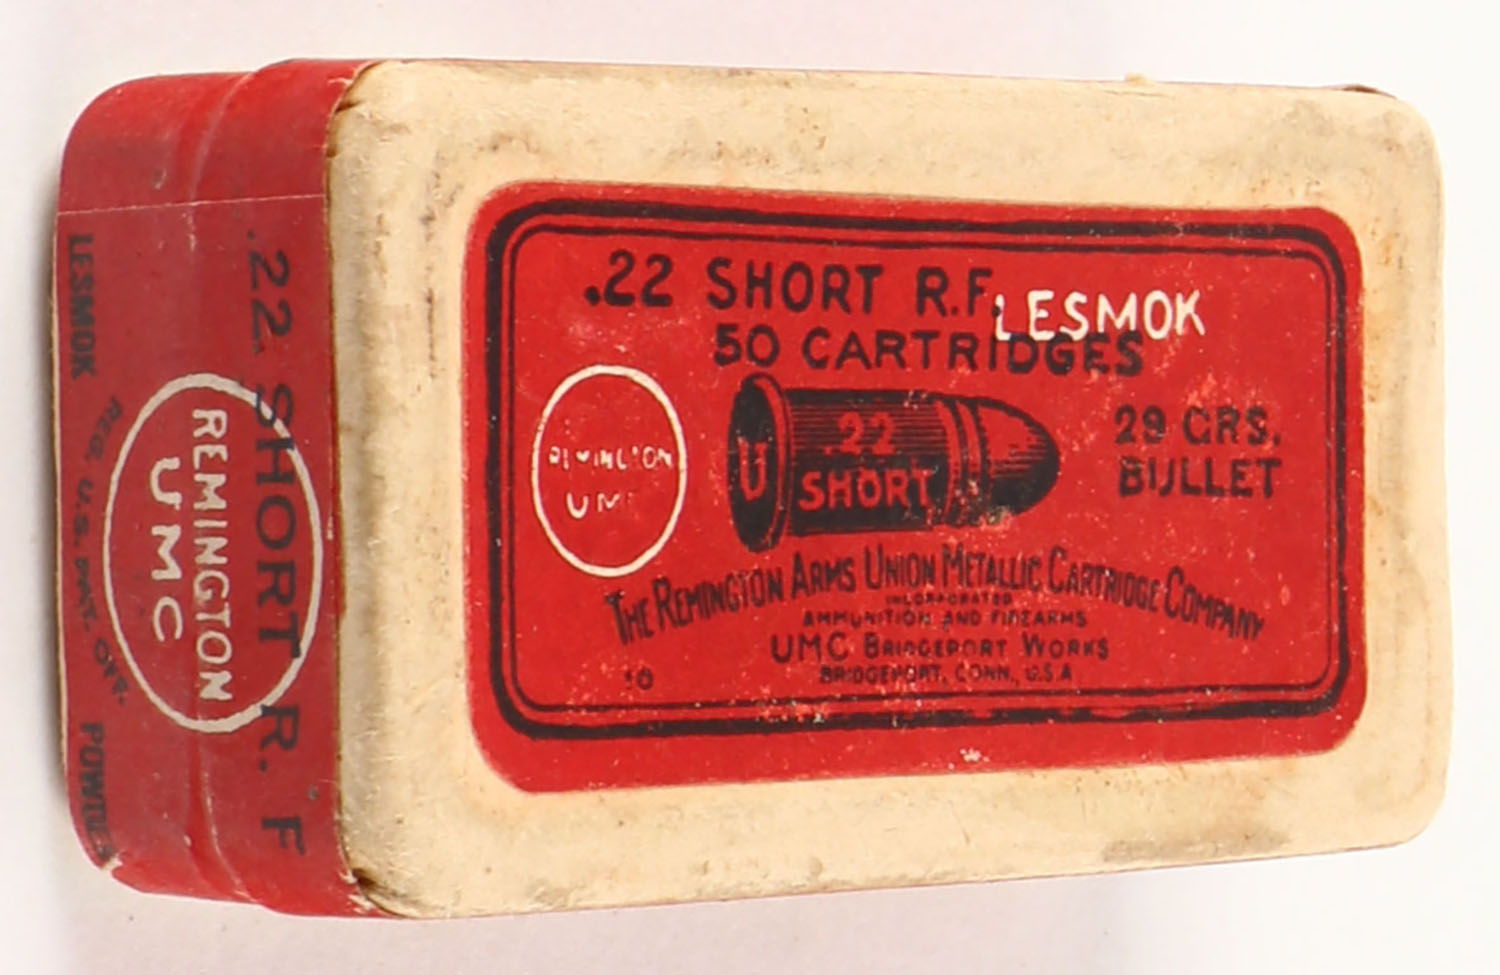 .22 SHORT R.F.
LESMOK
50 CARTRIDGES
REMINGTON
UMC
U
.22
SHORT
29 GRS.
BULLET
THE REMINGTON ARMS UNION METALLIC CARTRIDGE COMPANY
INCORPORATED
AMMUNITION AND FIREARMS
UMC BRIDGEPORT WORKS
BRIDGEPORT, CONN., U.S.A
10
.22 SHORT R. F
REMINGTON
UMC
REG. U.S. PAT. OFF.
LESMOK POWDER